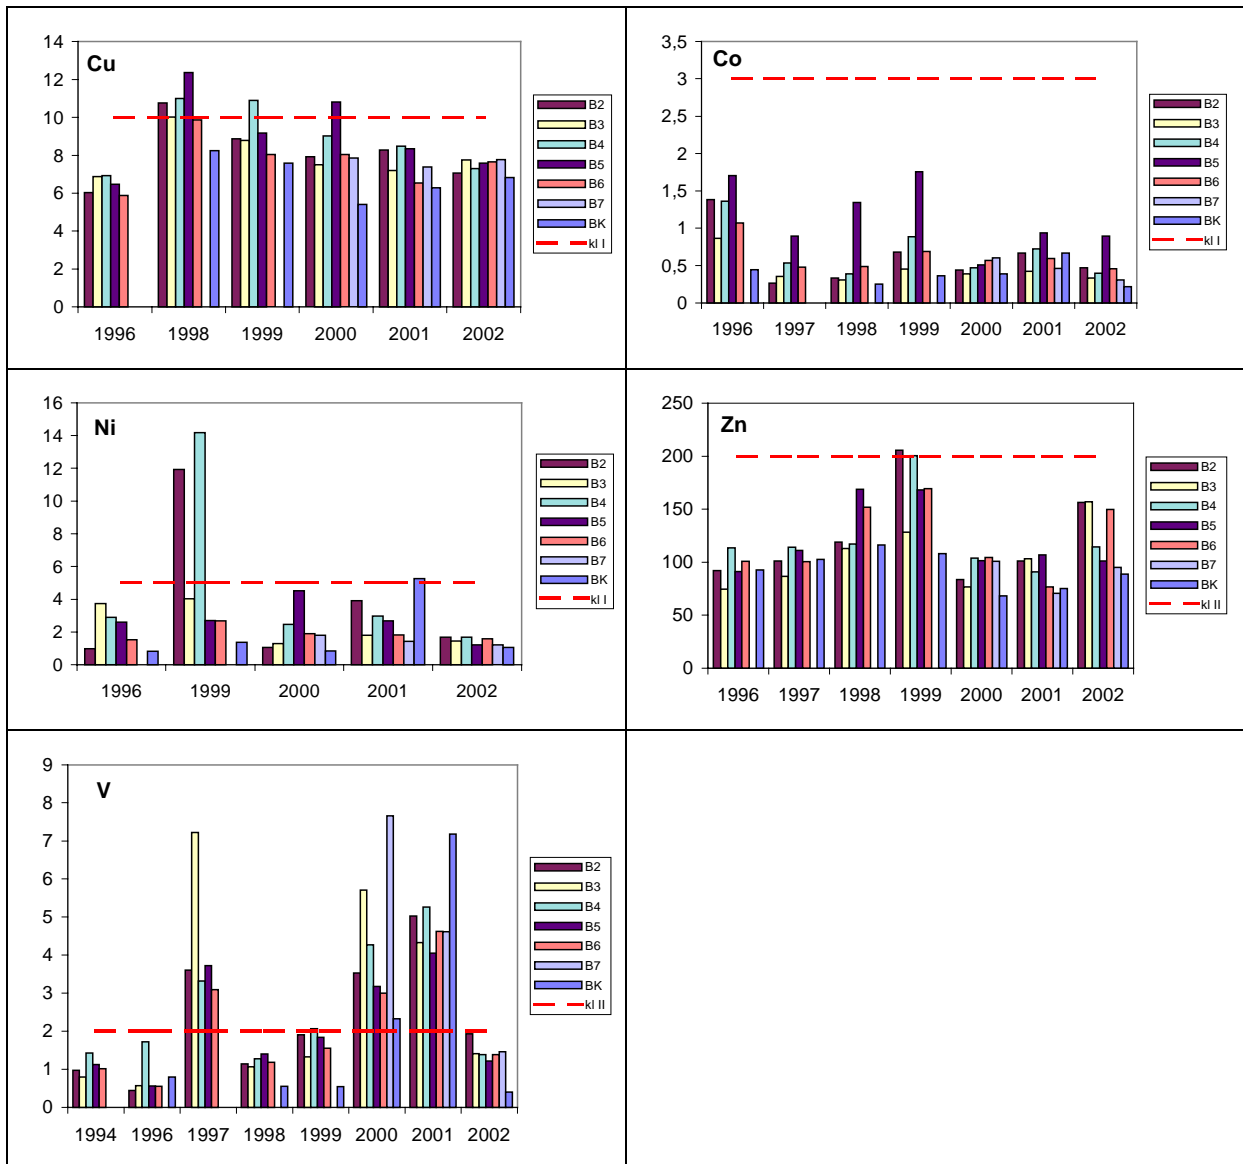 Cu
14
12
10
8
6
4
2
0
1996 1998 1999 2000 2001 2002
B2
B3
B4
B5
B6
B7
BK
kl I
Co
3,5
3
2,5
2
1,5
1
0,5
0
1996 1997 1998 1999 2000 2001 2002
B2
B3
B4
B5
B6
B7
BK
kl I
Ni
16
14
12
10
8
6
4
2
0
1996 1999 2000 2001 2002
B2
B3
B4
B5
B6
B7
BK
kl I
Zn
250
200
150
100
50
0
1996 1997 1998 1999 2000 2001 2002
B2
B3
B4
B5
B6
B7
BK
kl II
V
9
8
7
6
5
4
3
2
1
0
1994 1996 1997 1998 1999 2000 2001 2002
B2
B3
B4
B5
B6
B7
BK
kl II